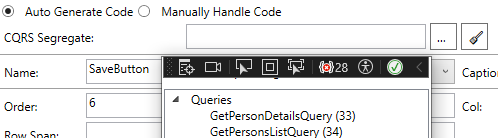 Auto Generate Code Manually Handle Code
CQRS Segregate: ...
28
Name: SaveButton Caption
Queries
Order: 6 Col:
GetPersonDetailsQuery (33)
Row Span: GetPersonsListQuery (34)